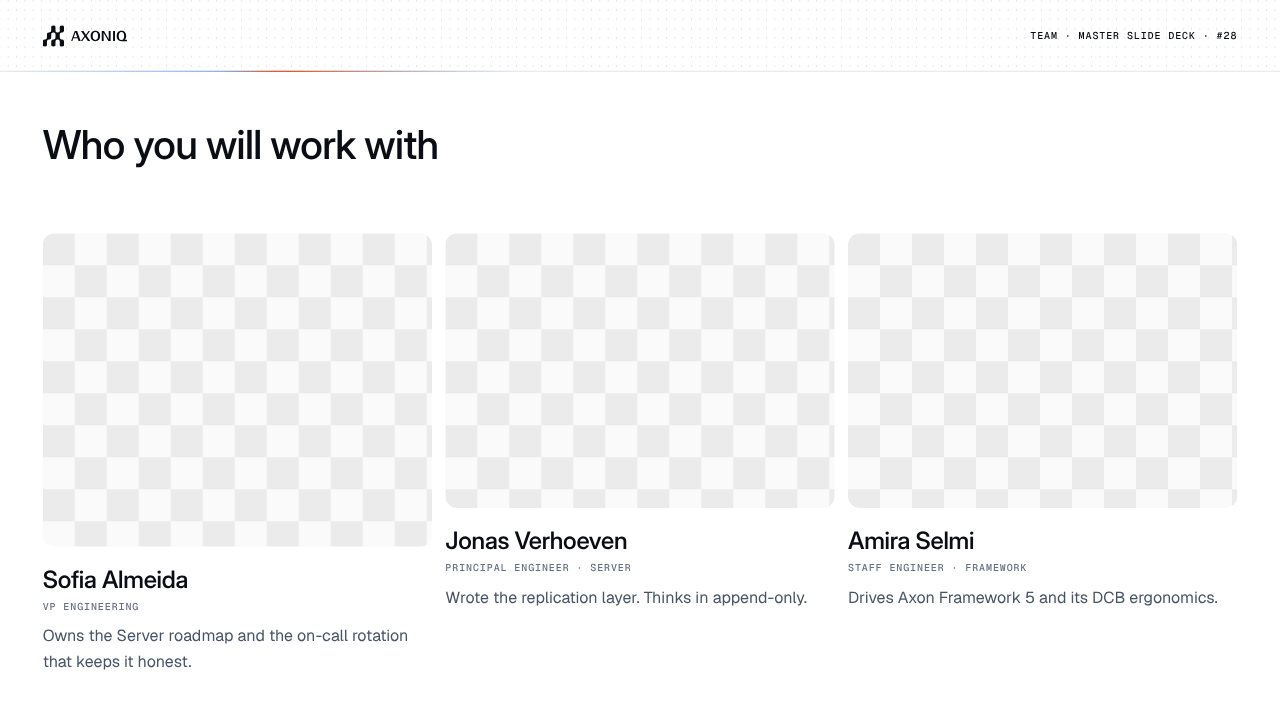 AXONIQ
TEAM · MASTER SLIDE DECK · #28
Who you will work with
Sofia Almeida
VP ENGINEERING
Owns the Server roadmap and the on-call rotation
that keeps it honest.
Jonas Verhoeven
PRINCIPAL ENGINEER · SERVER
Wrote the replication layer. Thinks in append-only.
Amira Selmi
STAFF ENGINEER · FRAMEWORK
Drives Axon Framework 5 and its DCB ergonomics.